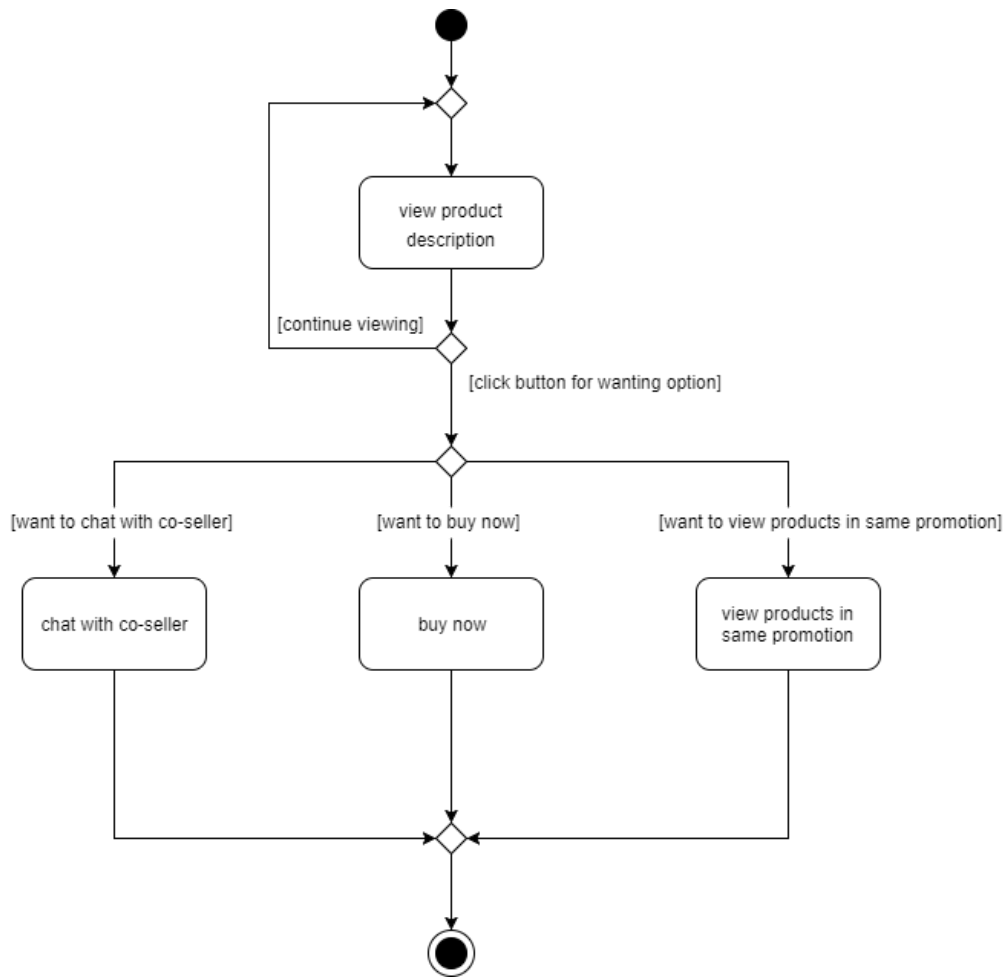 view product
description
[continue viewing]
[click button for wanting option]
[want to chat with co-seller]
[want to buy now]
[want to view products in same promotion]
chat with co-seller
buy now
view products in
same promotion